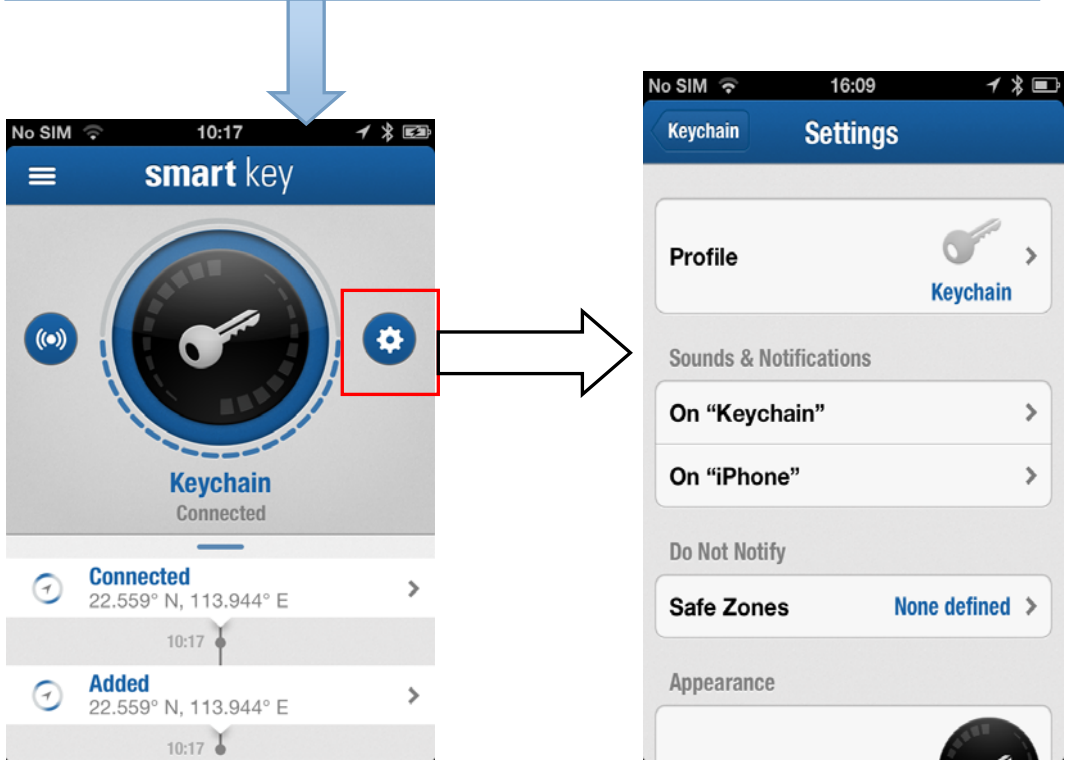 No SIM 10:17
smart key
Keychain
Connected
Connected
22.559° N, 113.944° E
10:17
Added
22.559° N, 113.944° E
10:17
No SIM 16:09
Keychain Settings
Profile
Keychain
Sounds & Notifications
On “Keychain”
On “iPhone”
Do Not Notify
Safe Zones None defined
Appearance